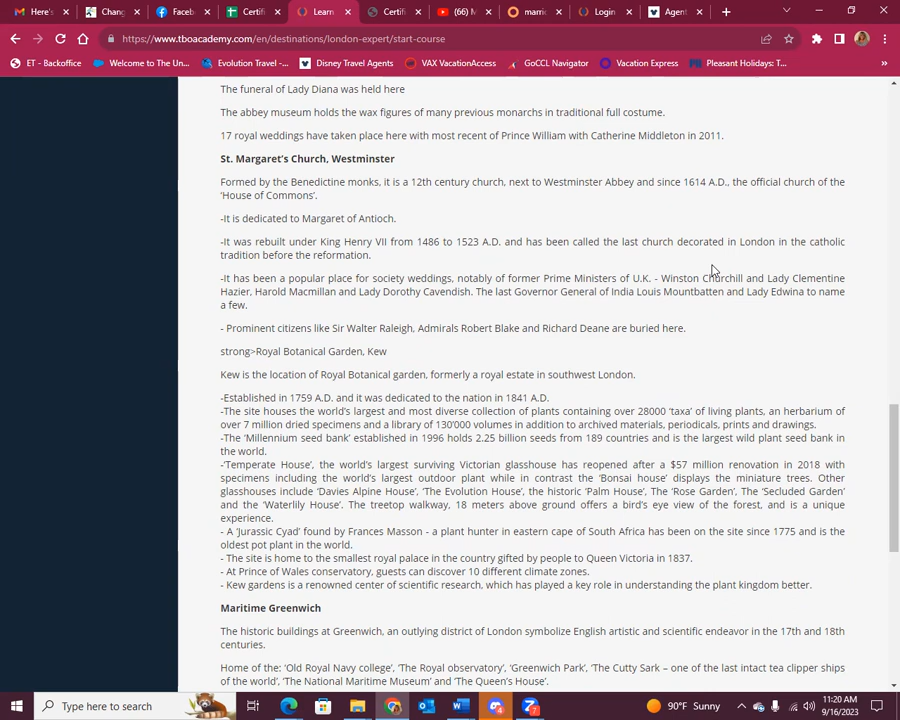 Here's
Chang
Faceb
Certifi
Learn
Certifi
(66) M
marri
Login
Agent
https://www.tboacademy.com/en/destinations/london-expert/start-course
ET - Backoffice
Welcome to The Un...
Evolution Travel -...
Disney Travel Agents
VAX VacationAccess
GoCCL Navigator
Vacation Express
Pleasant Holidays: T...
The funeral of Lady Diana was held here
The abbey museum holds the wax figures of many previous monarchs in traditional full costume.
17 royal weddings have taken place here with most recent of Prince William with Catherine Middleton in 2011.
St. Margaret's Church, Westminster
Formed by the Benedictine monks, it is a 12th century church, next to Westminster Abbey and since 1614 A.D., the official church of the
'House of Commons'.
-It is dedicated to Margaret of Antioch.
-It was rebuilt under King Henry VII from 1486 to 1523 A.D. and has been called the last church decorated in London in the catholic
tradition before the reformation.
-It has been a popular place for society weddings, notably of former Prime Ministers of U.K. - Winston Churchill and Lady Clementine
Hazier, Harold Macmillan and Lady Dorothy Cavendish. The last Governor General of India Louis Mountbatten and Lady Edwina to name
a few.
- Prominent citizens like Sir Walter Raleigh, Admirals Robert Blake and Richard Deane are buried here.
strong>Royal Botanical Garden, Kew
Kew is the location of Royal Botanical garden, formerly a royal estate in southwest London.
-Established in 1759 A.D. and it was dedicated to the nation in 1841 A.D.
-The site houses the world's largest and most diverse collection of plants containing over 28000 'taxa' of living plants, an herbarium of
over 7 million dried specimens and a library of 130'000 volumes in addition to archived materials, periodicals, prints and drawings.
-The 'Millennium seed bank' established in 1996 holds 2.25 billion seeds from 189 countries and is the largest wild plant seed bank in
the world.
-'Temperate House', the world's largest surviving Victorian glasshouse has reopened after a $57 million renovation in 2018 with
specimens including the world's largest outdoor plant while in contrast the 'Bonsai house' displays the miniature trees. Other
glasshouses include 'Davies Alpine House', 'The Evolution House', the historic 'Palm House', The 'Rose Garden', The 'Secluded Garden'
and the 'Waterlily House'. The treetop walkway, 18 meters above ground offers a bird's eye view of the forest, and is a unique
experience.
- A 'Jurassic Cyad' found by Frances Masson - a plant hunter in eastern cape of South Africa has been on the site since 1775 and is the
oldest pot plant in the world.
- The site is home to the smallest royal palace in the country gifted by people to Queen Victoria in 1837.
- At Prince of Wales conservatory, guests can discover 10 different climate zones.
- Kew gardens is a renowned center of scientific research, which has played a key role in understanding the plant kingdom better.
Maritime Greenwich
The historic buildings at Greenwich, an outlying district of London symbolize English artistic and scientific endeavor in the 17th and 18th
centuries.
Home of the: 'Old Royal Navy college', 'The Royal observatory', 'Greenwich Park', 'The Cutty Sark – one of the last intact tea clipper ships
of the world', 'The National Maritime Museum' and 'The Queen's House'.
Type here to search
90°F Sunny
11:20 AM
9/16/2023